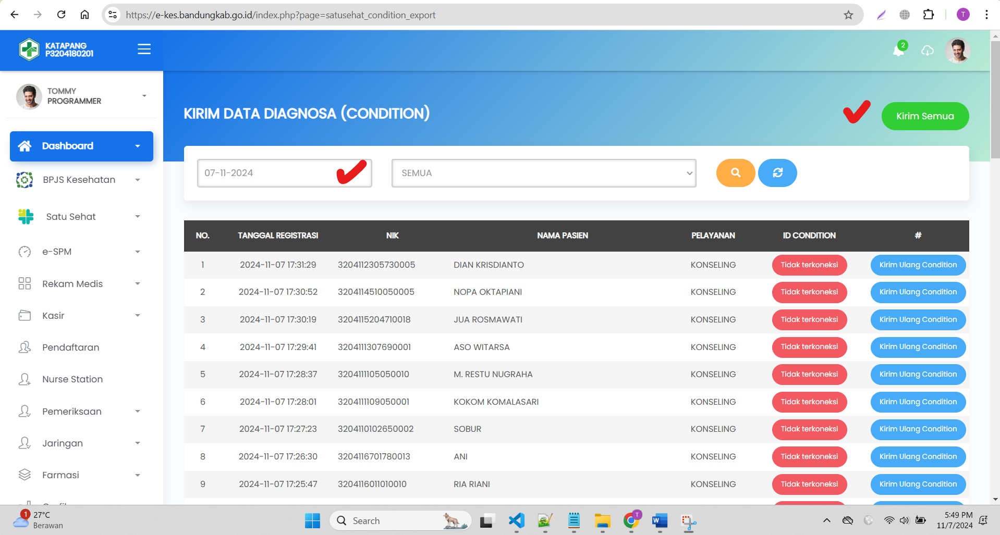 https://e-kes.bandungkab.go.id/index.php?page=satusehat_condition_export
T
KATAPANG
P3204180201
2
TOMMY
PROGRAMMER
Dashboard
BPJS Kesehatan
Satu Sehat
e-SPM
Rekam Medis
Kasir
Pendaftaran
Nurse Station
Pemeriksaan
Jaringan
Farmasi
KIRIM DATA DIAGNOSA (CONDITION)
Kirim Semua
07-11-2024
SEMUA
NO. TANGGAL REGISTRASI NIK NAMA PASIEN PELAYANAN ID CONDITION #
1 2024-11-07 17:31:29 3204112305730005 DIAN KRISDIANTO KONSELING Tidak terkoneksi Kirim Ulang Condition
2 2024-11-07 17:30:52 3204114510050005 NOPA OKTAPIANI KONSELING Tidak terkoneksi Kirim Ulang Condition
3 2024-11-07 17:30:19 3204115204710018 JUA ROSMAWATI KONSELING Tidak terkoneksi Kirim Ulang Condition
4 2024-11-07 17:29:41 3204111307690001 ASO WITARSA KONSELING Tidak terkoneksi Kirim Ulang Condition
5 2024-11-07 17:28:37 3204111105050010 M. RESTU NUGRAHA KONSELING Tidak terkoneksi Kirim Ulang Condition
6 2024-11-07 17:28:01 3204111109050001 KOKOM KOMALASARI KONSELING Tidak terkoneksi Kirim Ulang Condition
7 2024-11-07 17:27:23 3204110102650002 SOBUR KONSELING Tidak terkoneksi Kirim Ulang Condition
8 2024-11-07 17:26:30 3204116701780013 ANI KONSELING Tidak terkoneksi Kirim Ulang Condition
9 2024-11-07 17:25:47 3204116011010010 RIA RIANI KONSELING Tidak terkoneksi Kirim Ulang Condition
1
27°C
Berawan
Search
T
W
5:49 PM
11/7/2024